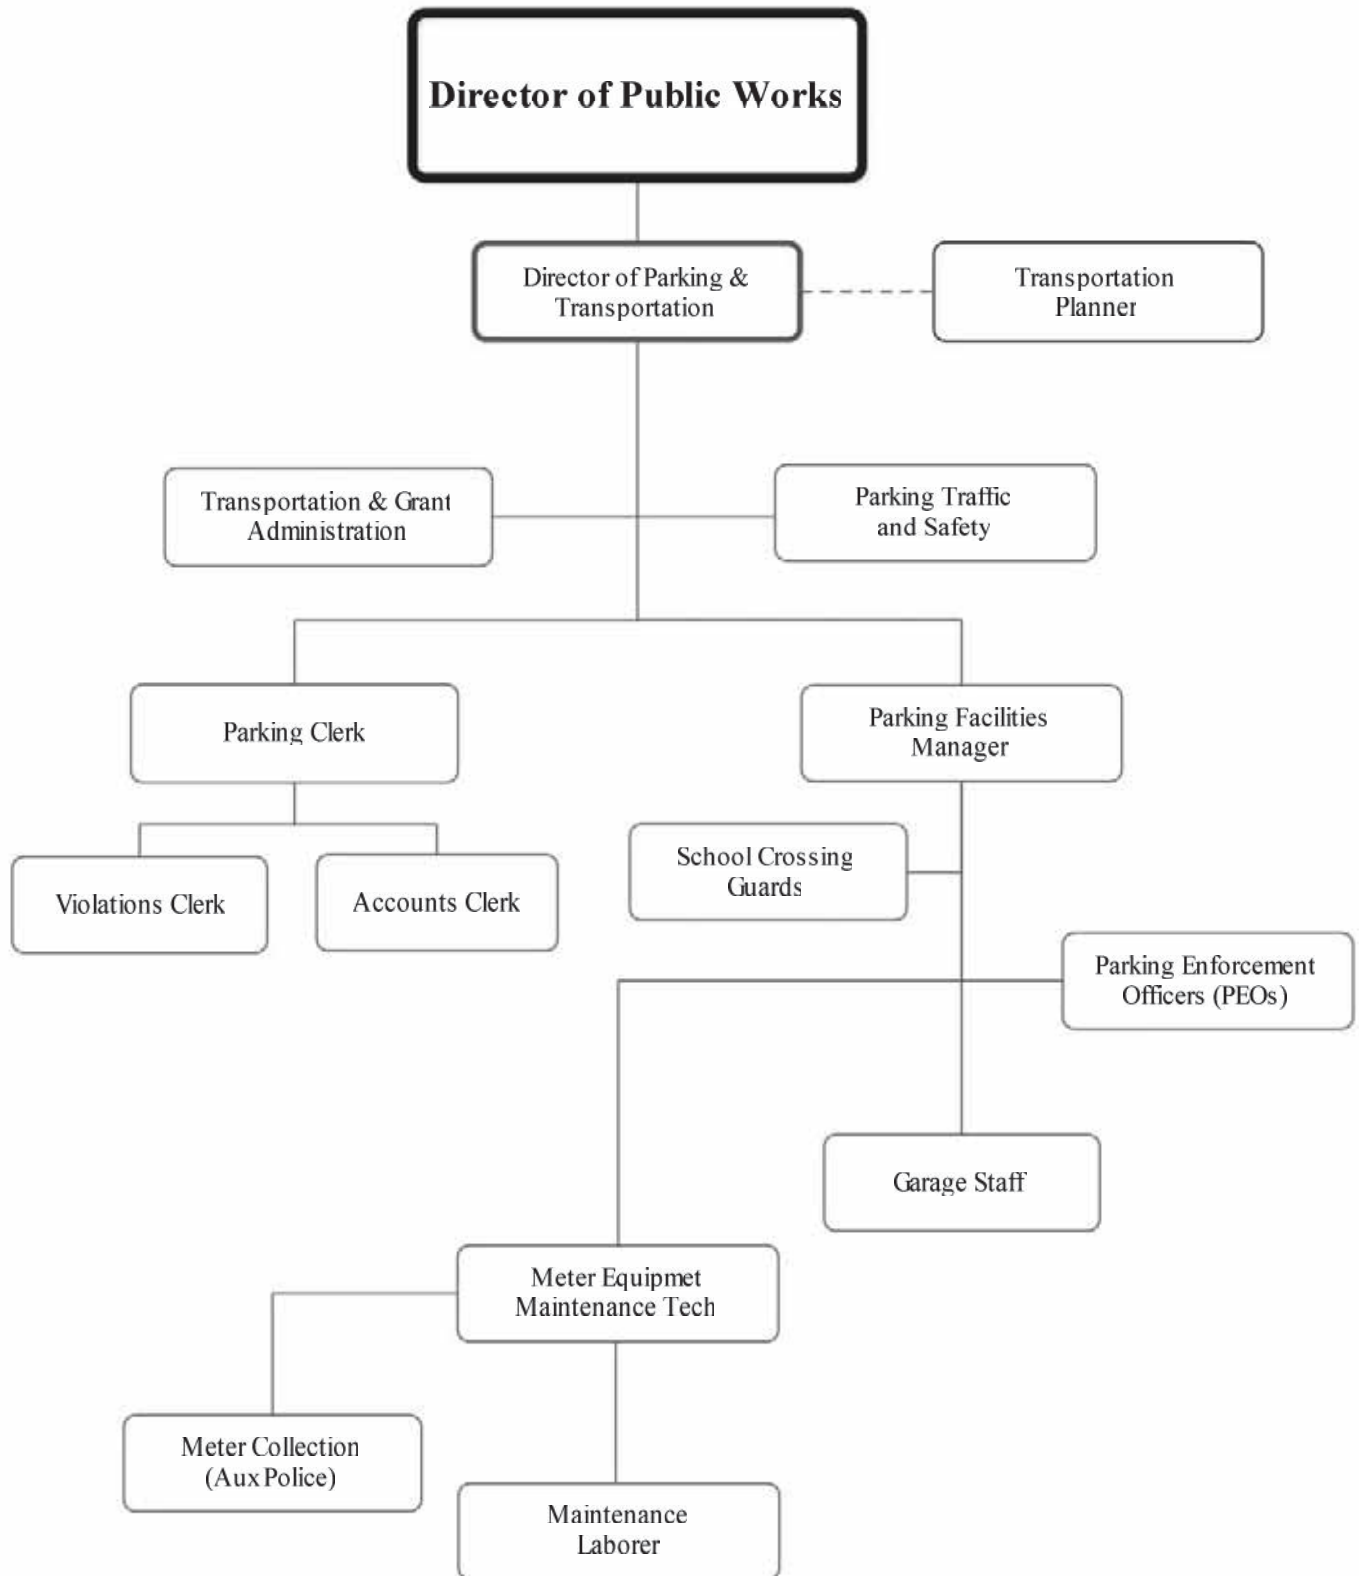 Director of Public Works
Director of Parking &
Transportation
Transportation
Planner
Transportation & Grant
Administration
Parking Traffic
and Safety
Parking Clerk
Parking Facilities
Manager
Violations Clerk
Accounts Clerk
School Crossing
Guards
Parking Enforcement
Officers (PEOs)
Garage Staff
Meter Equipmet
Maintenance Tech
Meter Collection
(Aux Police)
Maintenance
Laborer